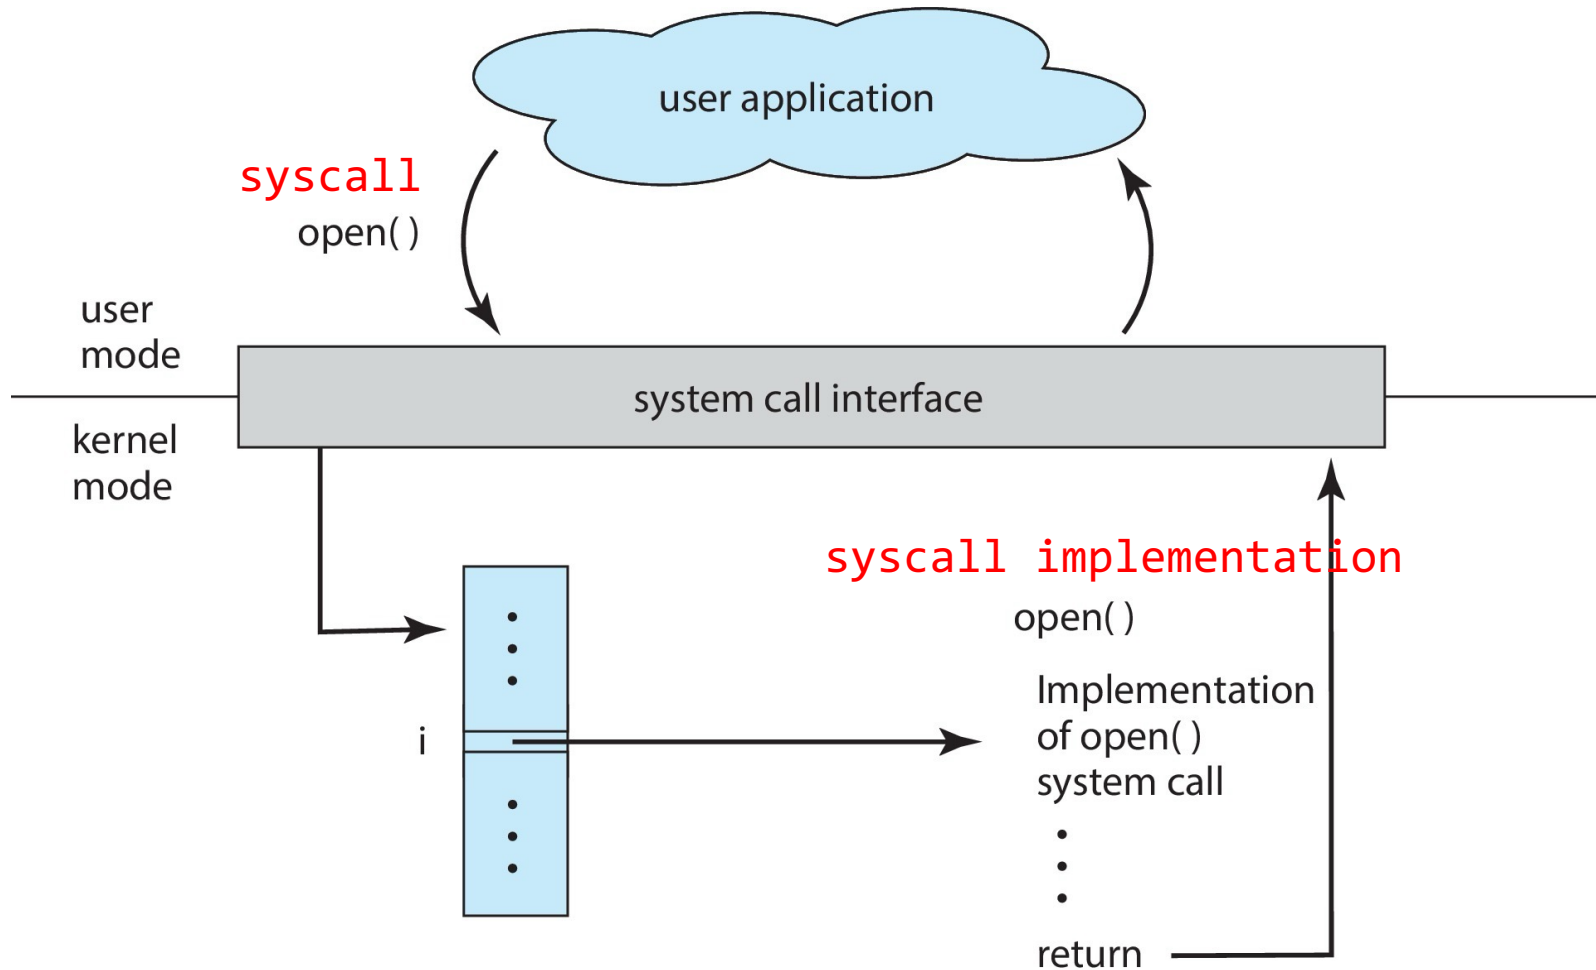 user application
syscall
open( )
user
mode
system call interface
kernel
mode
syscall implementation
open( )
i
Implementation
of open( )
system call
return